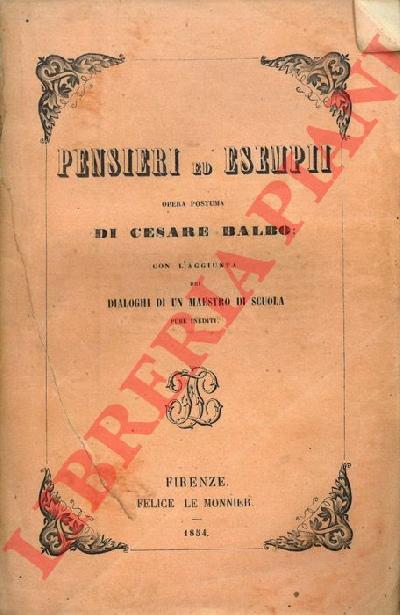 PENSIERI ED ESEMPII
OPERA POSTUMA
DI CESARE BALBO;
CON L'AGGIUNTA
DEI
DIALOGHI DI UN MAESTRO DI SCUOLA
PURE INEDITI.
FIRENZE.
FELICE LE MONNIER.
1854.
LIBRERIA PIANI